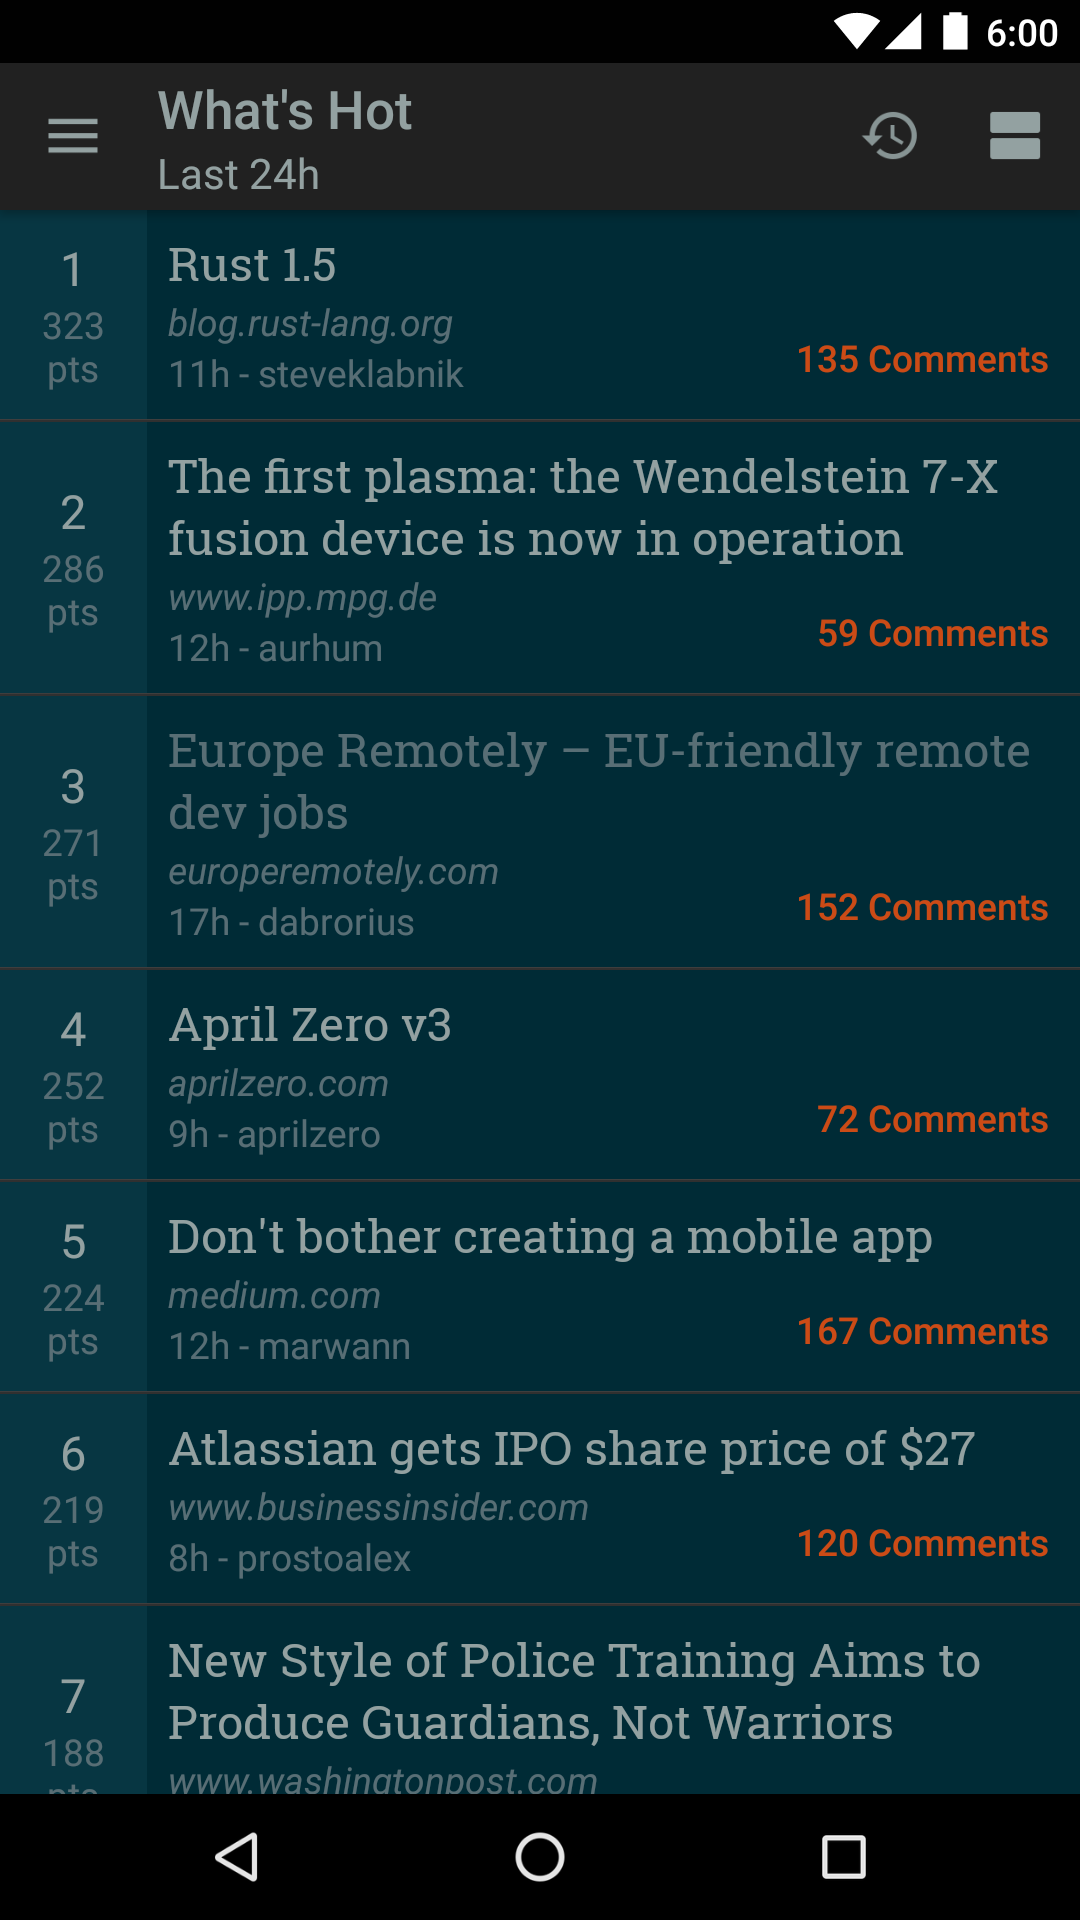 6:00
What's Hot
Last 24h
1
323
pts
Rust 1.5
blog.rust-lang.org
11h - steveklabnik
135 Comments
2
286
pts
The first plasma: the Wendelstein 7-X
fusion device is now in operation
www.ipp.mpg.de
12h - aurhum
59 Comments
3
271
pts
Europe Remotely – EU-friendly remote
dev jobs
europeremotely.com
17h - dabrorius
152 Comments
4
252
pts
April Zero v3
aprilzero.com
9h - aprilzero
72 Comments
5
224
pts
Don't bother creating a mobile app
medium.com
12h - marwann
167 Comments
6
219
pts
Atlassian gets IPO share price of $27
www.businessinsider.com
8h - prostoalex
120 Comments
7
188
pts
New Style of Police Training Aims to
Produce Guardians, Not Warriors
www.washingtonpost.com